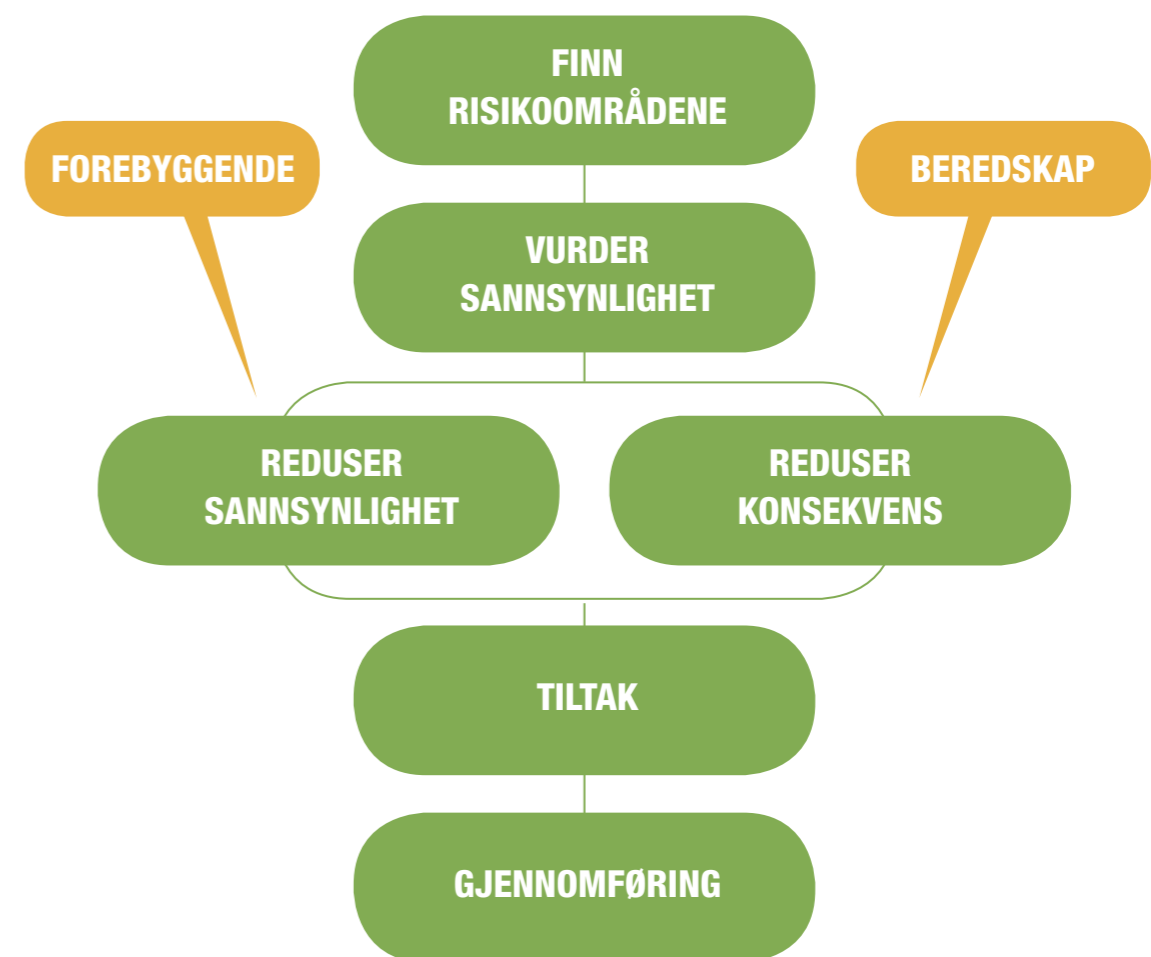 FINN
RISIKOOMRÅDENE
FOREBYGGENDE
BEREDSKAP
VURDER
SANNSYNLIGHET
REDUSER
SANNSYNLIGHET
REDUSER
KONSEKVENS
TILTAK
GJENNOMFØRING